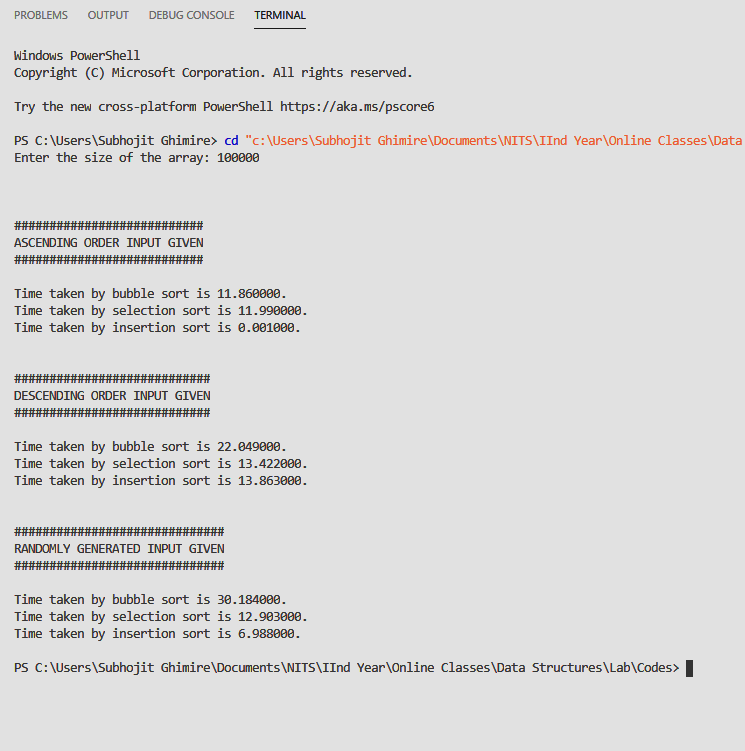 PROBLEMS OUTPUT DEBUG CONSOLE TERMINAL
Windows PowerShell
Copyright (C) Microsoft Corporation. All rights reserved.
Try the new cross-platform PowerShell https://aka.ms/pscore6
PS C:\Users\Subhojit Ghimire> cd "c:\Users\Subhojit Ghimire\Documents\NITS\IInd Year\Online Classes\Data
Enter the size of the array: 100000
###########################
ASCENDING ORDER INPUT GIVEN
###########################
Time taken by bubble sort is 11.860000.
Time taken by selection sort is 11.990000.
Time taken by insertion sort is 0.001000.
############################
DESCENDING ORDER INPUT GIVEN
############################
Time taken by bubble sort is 22.049000.
Time taken by selection sort is 13.422000.
Time taken by insertion sort is 13.863000.
##############################
RANDOMLY GENERATED INPUT GIVEN
##############################
Time taken by bubble sort is 30.184000.
Time taken by selection sort is 12.903000.
Time taken by insertion sort is 6.988000.
PS C:\Users\Subhojit Ghimire\Documents\NITS\IInd Year\Online Classes\Data Structures\Lab\Codes>